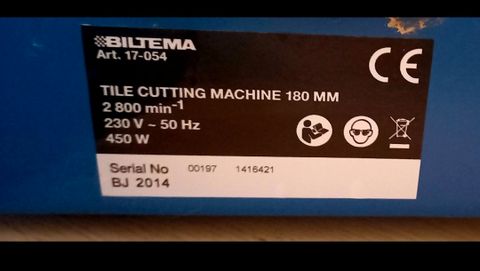 BILTEMA
Art. 17-054
CE
TILE CUTTING MACHINE 180 MM
2 800 min-1
230 V ~ 50 Hz
450 W
Serial No 00197 1416421
BJ 2014